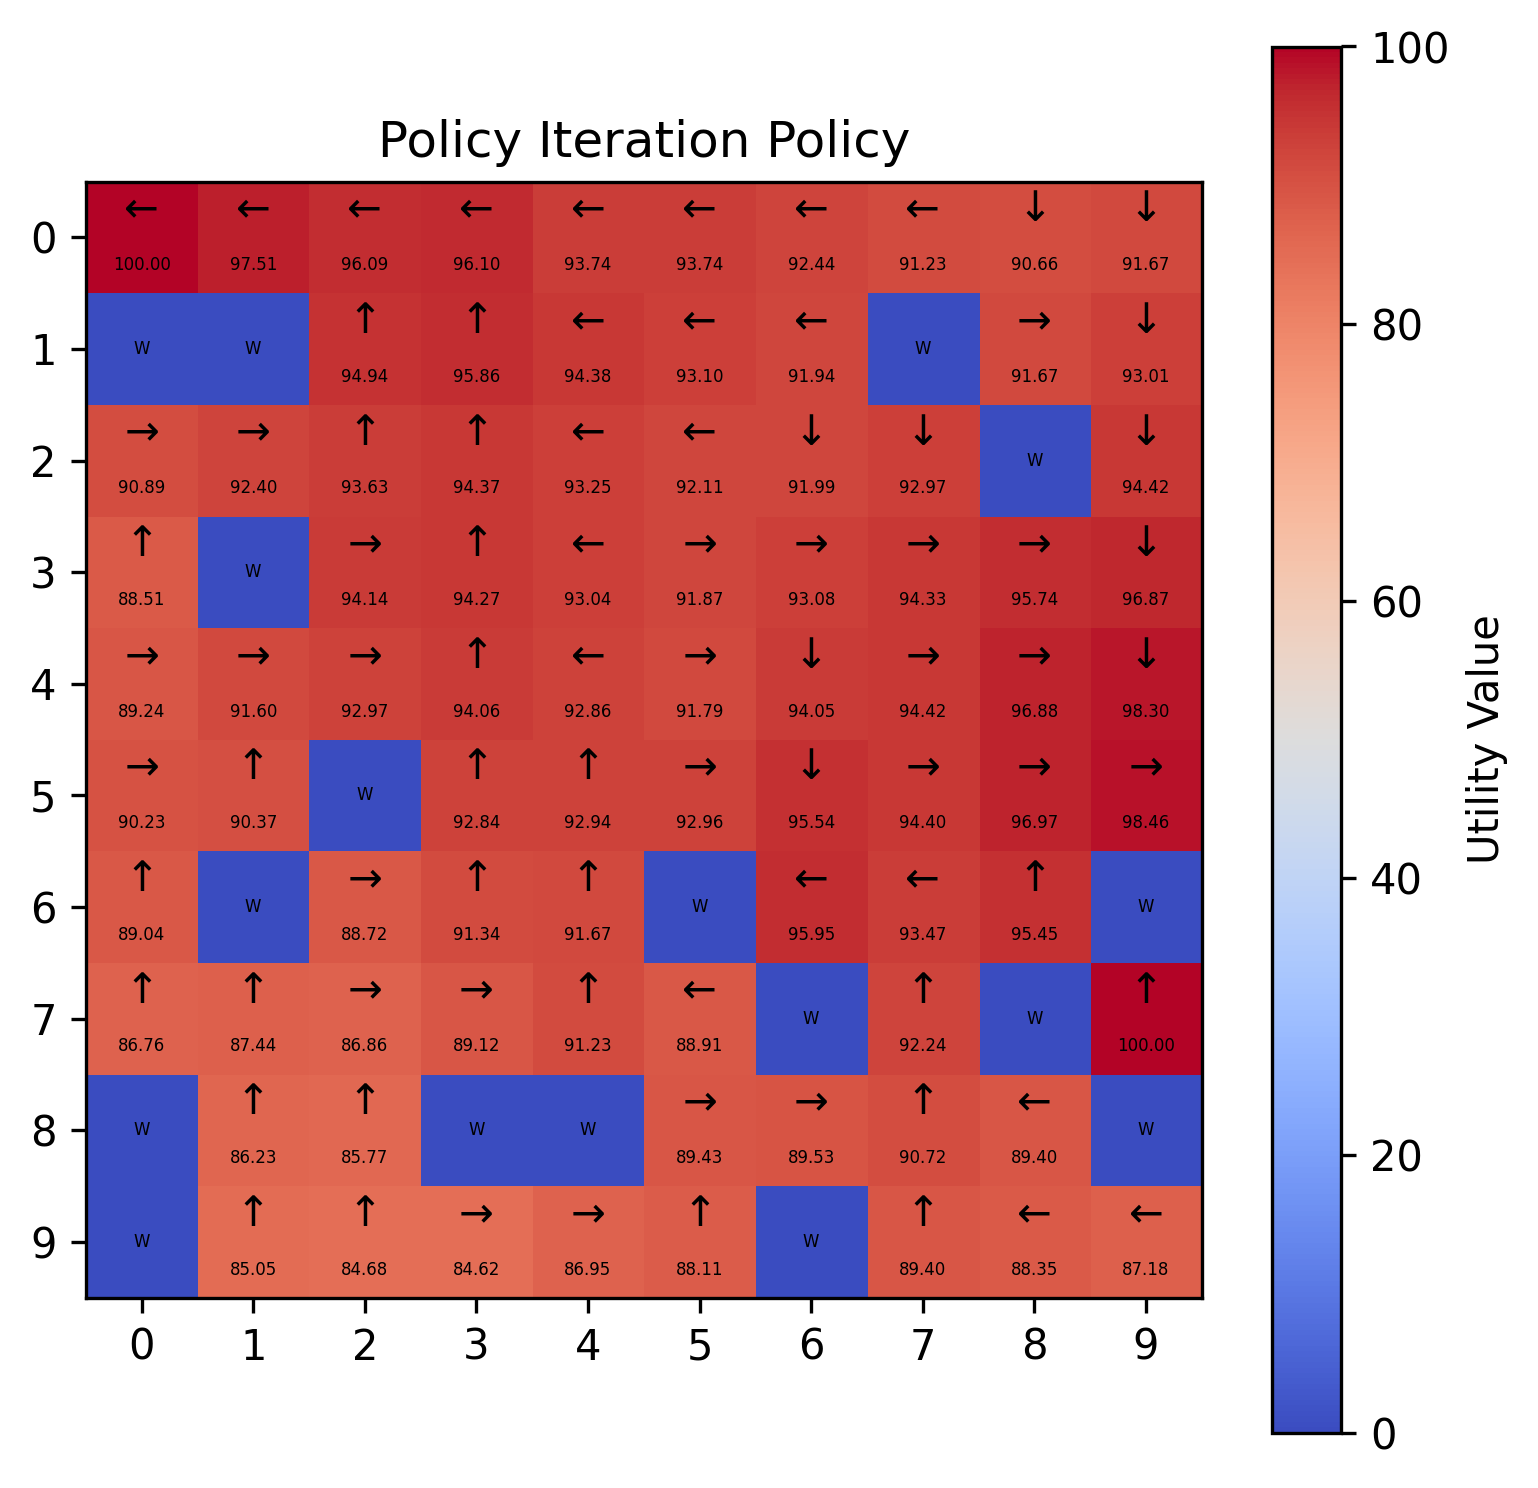 Policy Iteration Policy
0 ← ← ← ← ← ← ← ← ↓ ↓
100.00 97.51 96.09 96.10 93.74 93.74 92.44 91.23 90.66 91.67
1 W W ↑ ↑ ← ← ← W → ↓
94.94 95.86 94.38 93.10 91.94 91.67 93.01
2 → → ↑ ↑ ← ← ↓ ↓ W ↓
90.89 92.40 93.63 94.37 93.25 92.11 91.99 92.97 94.42
3 ↑ W → ↑ ← → → → → ↓
88.51 94.14 94.27 93.04 91.87 93.08 94.33 95.74 96.87
4 → → → ↑ ← → ↓ → → ↓
89.24 91.60 92.97 94.06 92.86 91.79 94.05 94.42 96.88 98.30
5 → ↑ W ↑ ↑ → ↓ → → →
90.23 90.37 92.84 92.94 92.96 95.54 94.40 96.97 98.46
6 ↑ W → ↑ ↑ W ← ← ↑ W
89.04 88.72 91.34 91.67 95.95 93.47 95.45
7 ↑ ↑ → → ↑ ← W ↑ W ↑
86.76 87.44 86.86 89.12 91.23 88.91 92.24 100.00
8 W ↑ ↑ W W → → ↑ ← W
86.23 85.77 89.43 89.53 90.72 89.40
9 W ↑ ↑ → → ↑ W ↑ ← ←
85.05 84.68 84.62 86.95 88.11 89.40 88.35 87.18
0 1 2 3 4 5 6 7 8 9
100
80
60
40
20
0
Utility Value